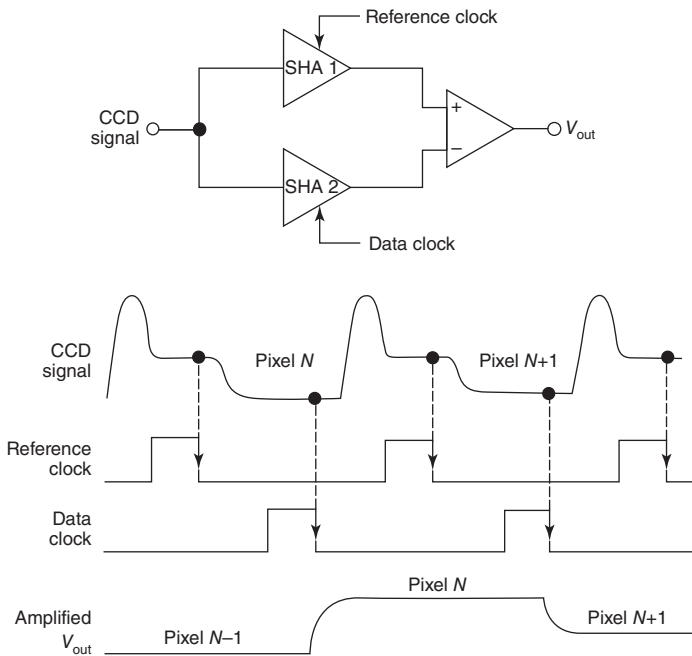 Reference clock
SHA 1
CCD
signal
+
−
V_out
SHA 2
Data clock
CCD
signal
Pixel N
Pixel N+1
Reference
clock
Data
clock
Pixel N
Amplified
V_out
Pixel N–1
Pixel N+1